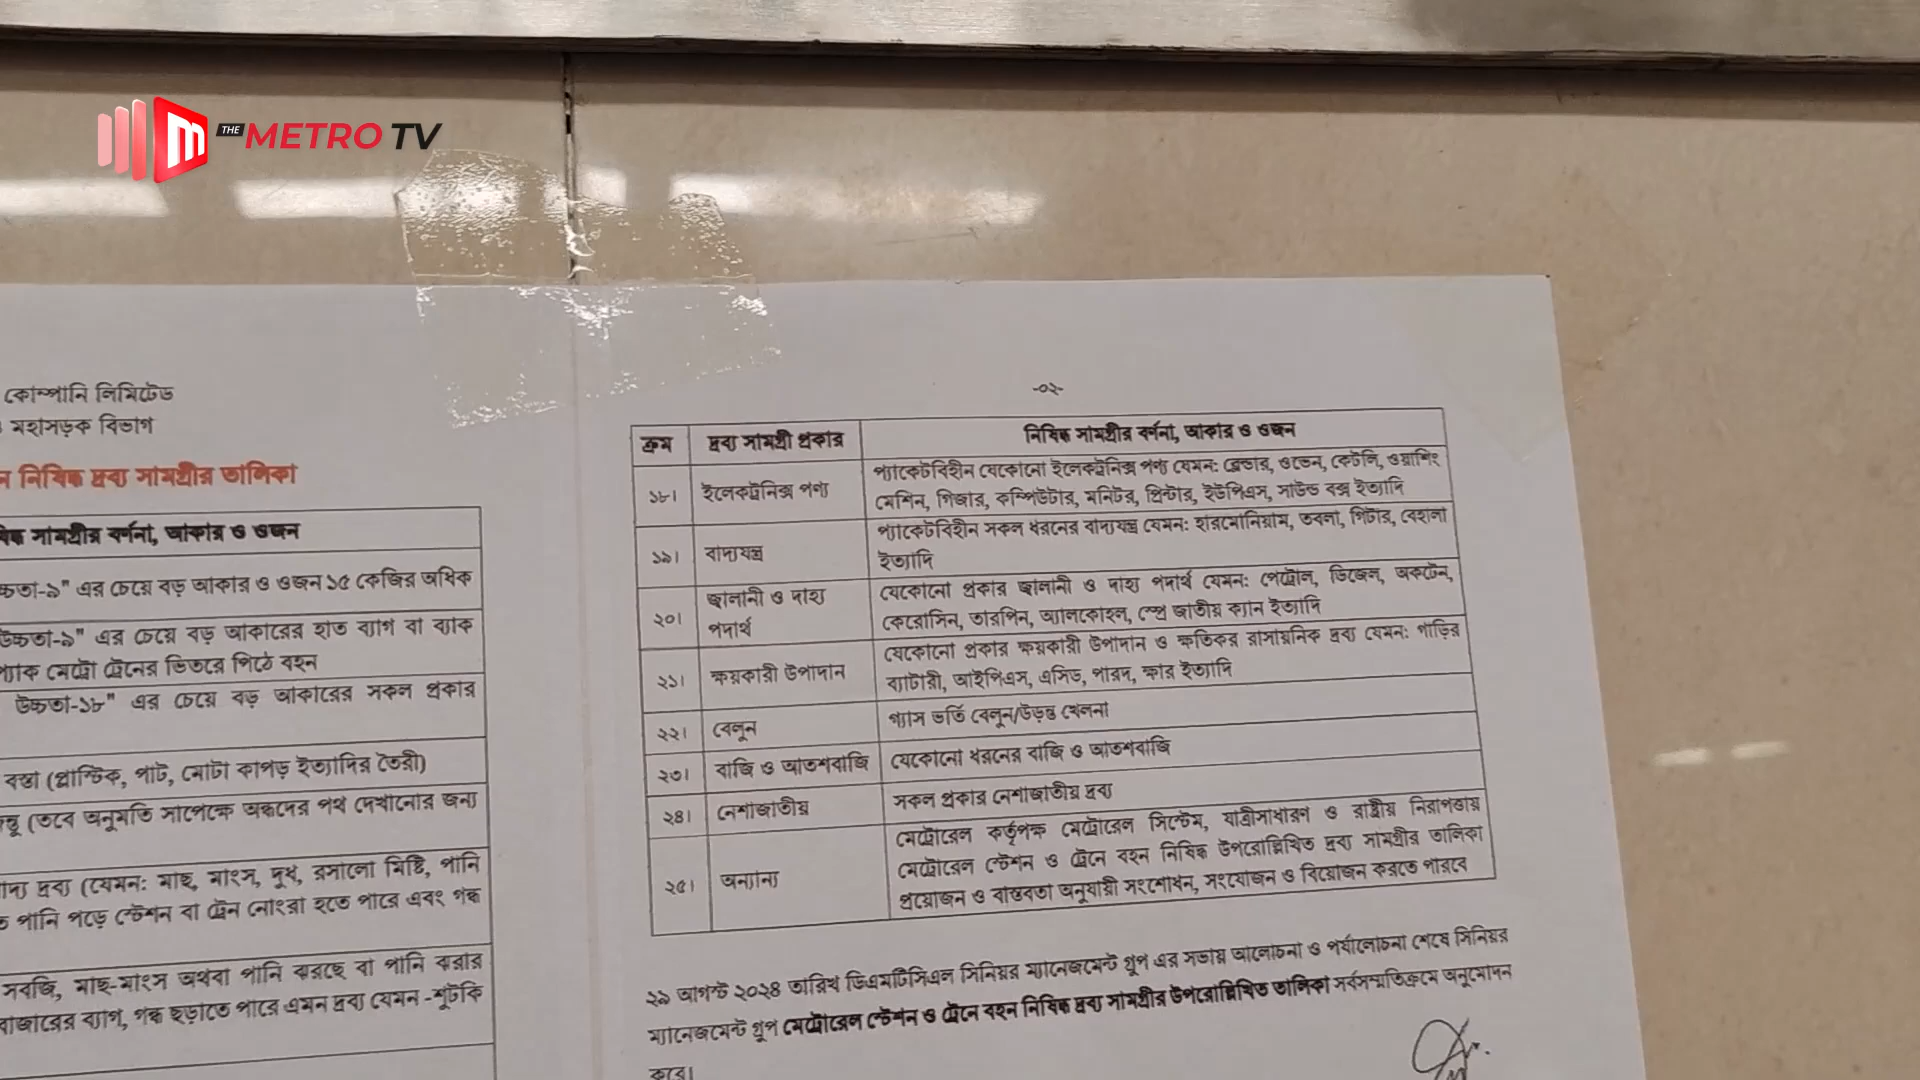 THE METRO TV
কোম্পানি লিমিটেড
মহাসড়ক বিভাগ
নিষিদ্ধ দ্রব্য সামগ্রীর তালিকা
সামগ্রীর বর্ণনা, আকার ও ওজন
উচ্চতা-৯" এর চেয়ে বড় আকার ও ওজন ১৫ কেজির অধিক
উচ্চতা-৯" এর চেয়ে বড় আকারের হাত ব্যাগ বা ব্যাক
প্যাক মেট্রো ট্রেনের ভিতরে পিঠে বহন
উচ্চতা-১৮" এর চেয়ে বড় আকারের সকল প্রকার
বস্তা (প্লাস্টিক, পাট, মোটা কাপড় ইত্যাদির তৈরী)
(তবে অনুমতি সাপেক্ষে অন্ধদের পথ দেখানোর জন্য
দ্রব্য (যেমন: মাছ, মাংস, দুধ, রসালো মিষ্টি, পানি
পানি পড়ে স্টেশন বা ট্রেন নোংরা হতে পারে এবং গন্ধ
সবজি, মাছ-মাংস অথবা পানি ঝরছে বা পানি ঝরার
বাজারের ব্যাগ, গন্ধ ছড়াতে পারে এমন দ্রব্য যেমন -শুটকি
-০২-
ক্রম দ্রব্য সামগ্রী প্রকার নিষিদ্ধ সামগ্রীর বর্ণনা, আকার ও ওজন
১৮। ইলেকট্রনিক্স পণ্য প্যাকেটবিহীন যেকোনো ইলেকট্রনিক্স পণ্য যেমন: ব্লেন্ডার, ওভেন, কেটলি, ওয়াশিং
মেশিন, গিজার, কম্পিউটার, মনিটর, প্রিন্টার, ইউপিএস, সাউন্ড বক্স ইত্যাদি
১৯। বাদ্যযন্ত্র প্যাকেটবিহীন সকল ধরনের বাদ্যযন্ত্র যেমন: হারমোনিয়াম, তবলা, গিটার, বেহালা
ইত্যাদি
২০। জ্বালানী ও দাহ্য যেকোনো প্রকার জ্বালানী ও দাহ্য পদার্থ যেমন: পেট্রোল, ডিজেল, অকটেন,
পদার্থ কেরোসিন, তারপিন, অ্যালকোহল, স্প্রে জাতীয় ক্যান ইত্যাদি
২১। ক্ষয়কারী উপাদান যেকোনো প্রকার ক্ষয়কারী উপাদান ও ক্ষতিকর রাসায়নিক দ্রব্য যেমন: গাড়ির
ব্যাটারী, আইপিএস, এসিড, পারদ, ক্ষার ইত্যাদি
২২। বেলুন গ্যাস ভর্তি বেলুন/উড়ন্ত খেলনা
২৩। বাজি ও আতশবাজি যেকোনো ধরনের বাজি ও আতশবাজি
২৪। নেশাজাতীয় সকল প্রকার নেশাজাতীয় দ্রব্য
২৫। অন্যান্য মেট্রোরেল কর্তৃপক্ষ মেট্রোরেল সিস্টেম, যাত্রীসাধারণ ও রাষ্ট্রীয় নিরাপত্তায়
মেট্রোরেল স্টেশন ও ট্রেনে বহন নিষিদ্ধ উপরোল্লিখিত দ্রব্য সামগ্রীর তালিকা
প্রয়োজন ও বাস্তবতা অনুযায়ী সংশোধন, সংযোজন ও বিয়োজন করতে পারবে
২৯ আগস্ট ২০২৪ তারিখ ডিএমটিসিএল সিনিয়র ম্যানেজমেন্ট গ্রুপ এর সভায় আলোচনা ও পর্যালোচনা শেষে সিনিয়র
ম্যানেজমেন্ট গ্রুপ মেট্রোরেল স্টেশন ও ট্রেনে বহন নিষিদ্ধ দ্রব্য সামগ্রীর উপরোল্লিখিত তালিকা সর্বসম্মতিক্রমে অনুমোদন
করে।